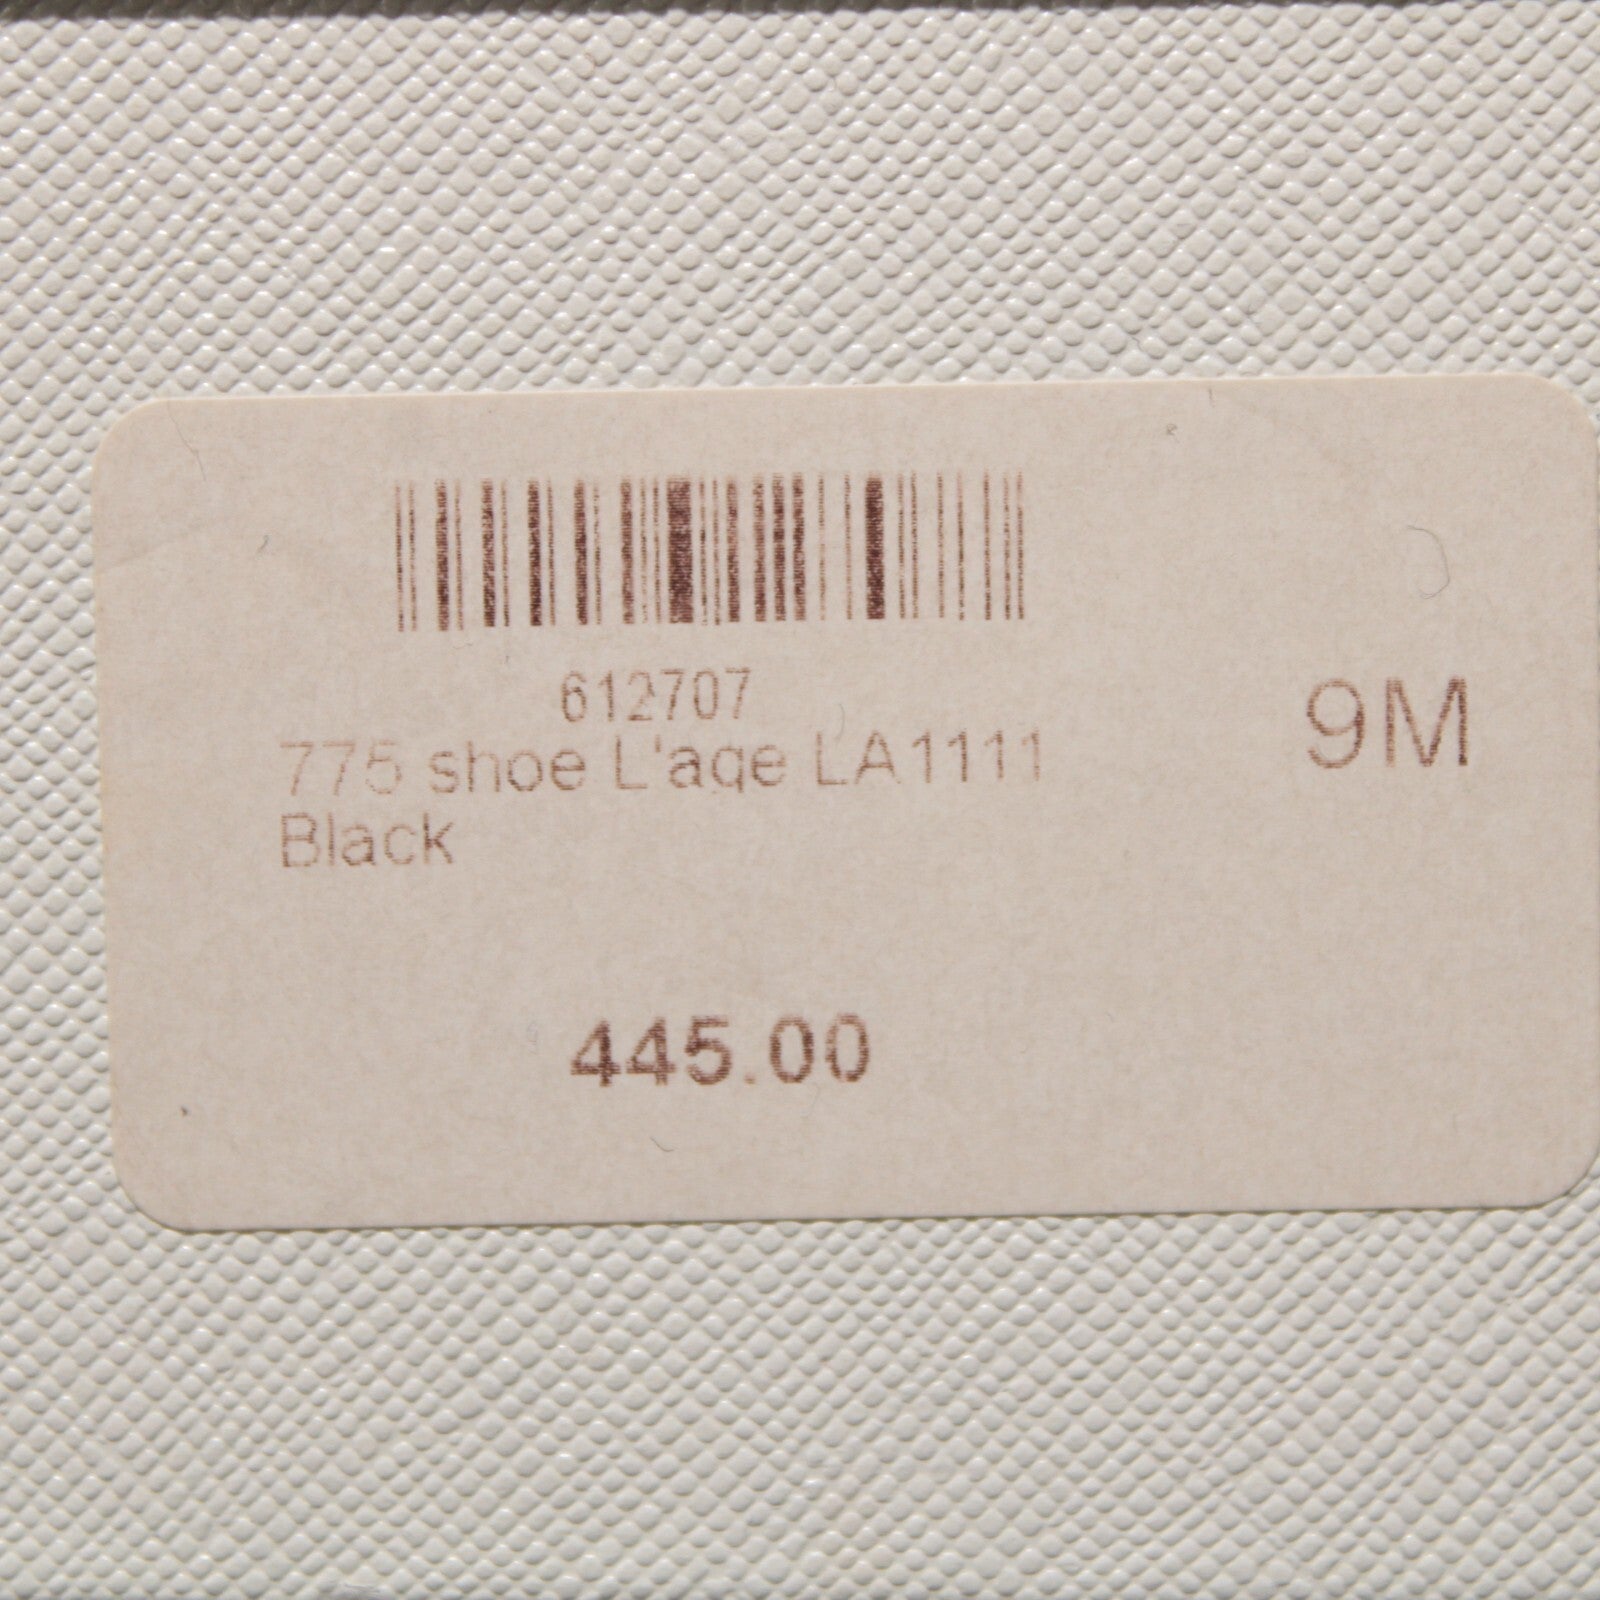 612707
775 shoe L'age LA1111
Black
9M
445.00